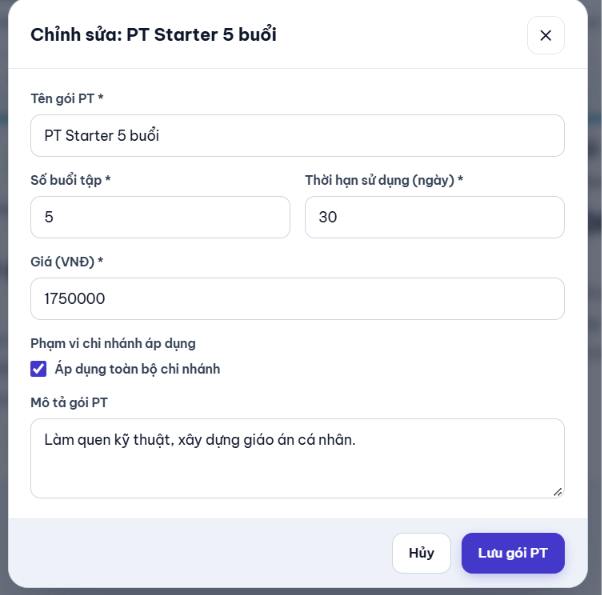 Chỉnh sửa: PT Starter 5 buổi
Tên gói PT *
PT Starter 5 buổi
Số buổi tập *
Thời hạn sử dụng (ngày) *
5
30
Giá (VNĐ) *
1750000
Phạm vi chi nhánh áp dụng
Áp dụng toàn bộ chi nhánh
Mô tả gói PT
Làm quen kỹ thuật, xây dựng giáo án cá nhân.
Hủy
Lưu gói PT